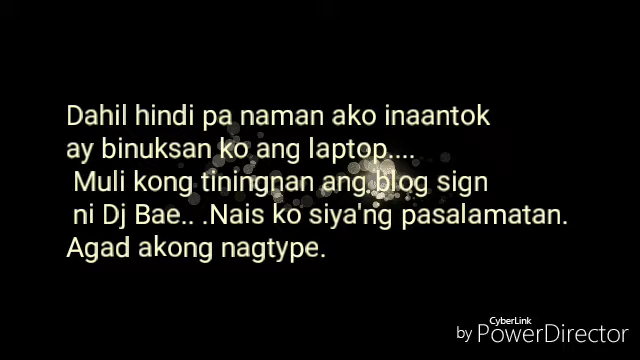 Dahil hindi pa naman ako inaantok
ay binuksan ko ang laptop....
Muli kong tiningnan ang blog sign
ni Dj Bae.. .Nais ko siya'ng pasalamatan.
Agad akong nagtype.
CyberLink
by PowerDirector